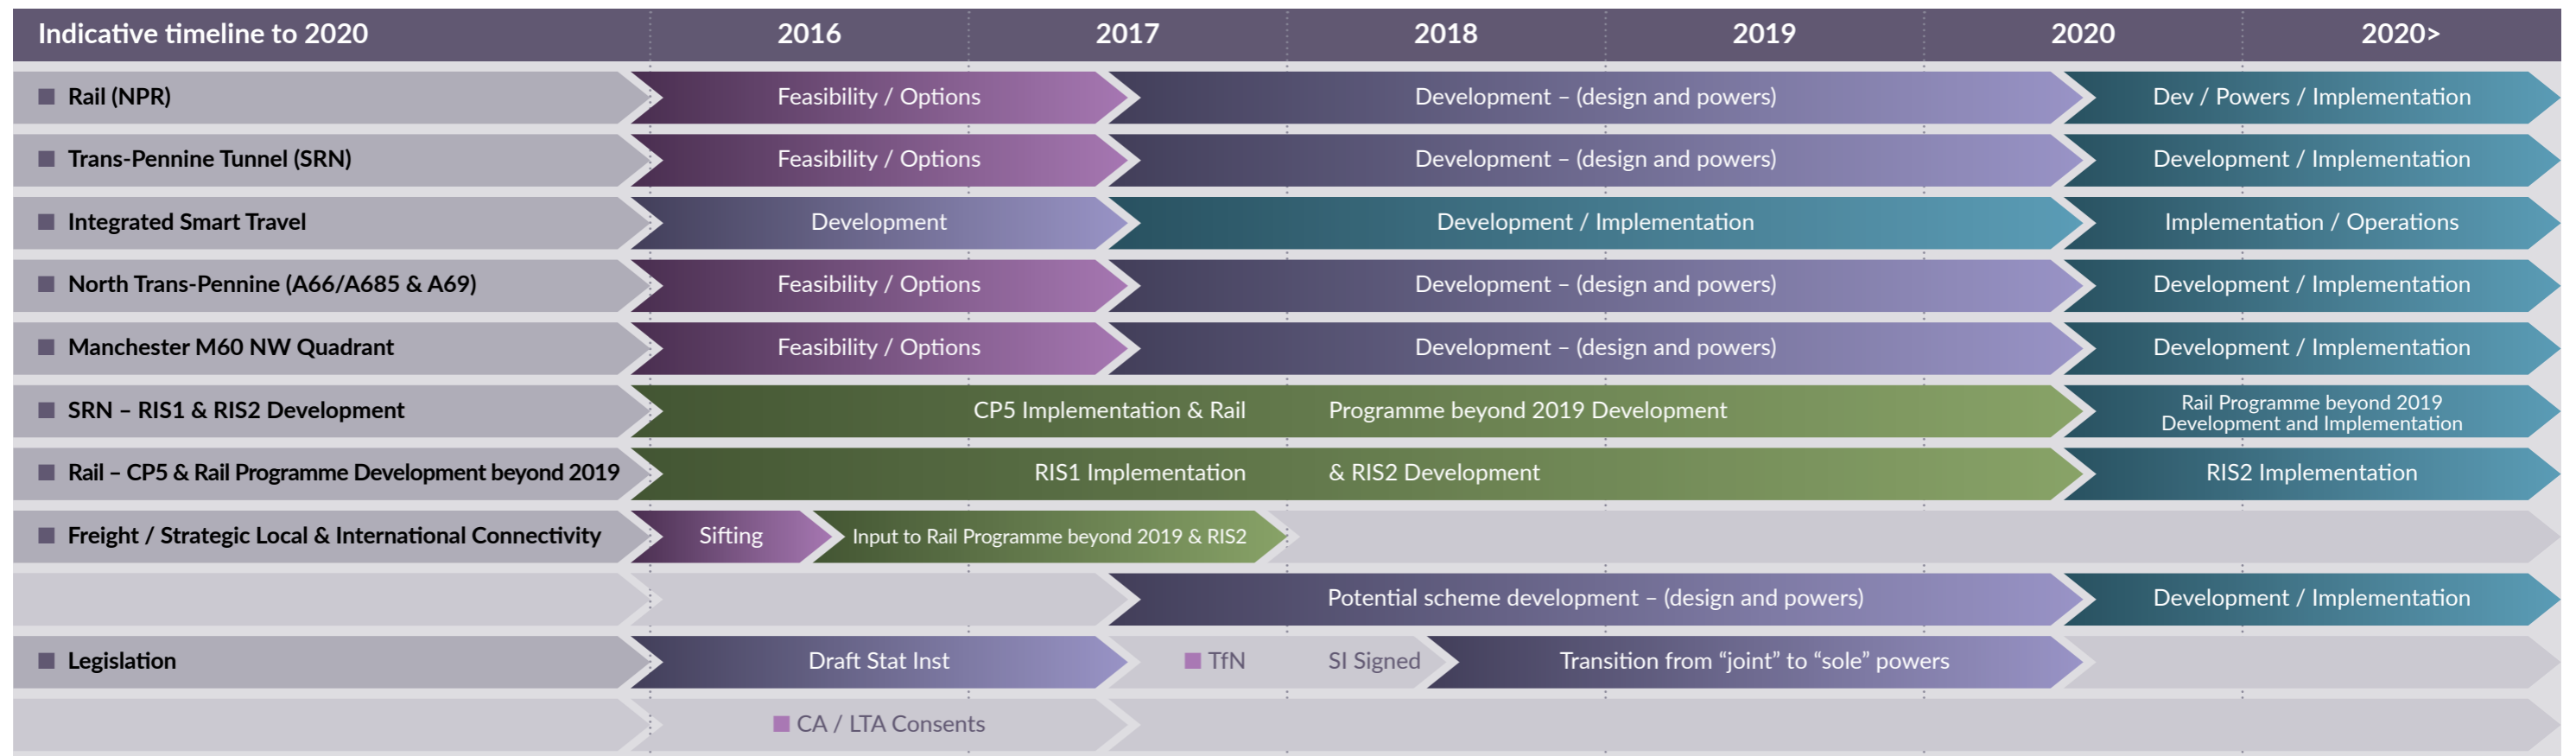 Indicative timeline to 2020 2016 2017 2018 2019 2020 2020>
Rail (NPR) Feasibility / Options Development – (design and powers) Dev / Powers / Implementation
Trans-Pennine Tunnel (SRN) Feasibility / Options Development – (design and powers) Development / Implementation
Integrated Smart Travel Development Development / Implementation Implementation / Operations
North Trans-Pennine (A66/A685 & A69) Feasibility / Options Development – (design and powers) Development / Implementation
Manchester M60 NW Quadrant Feasibility / Options Development – (design and powers) Development / Implementation
SRN – RIS1 & RIS2 Development CP5 Implementation & Rail Programme beyond 2019 Development Rail Programme beyond 2019
Development and Implementation
Rail – CP5 & Rail Programme Development beyond 2019 RIS1 Implementation & RIS2 Development RIS2 Implementation
Freight / Strategic Local & International Connectivity Sifting Input to Rail Programme beyond 2019 & RIS2
Potential scheme development – (design and powers) Development / Implementation
Legislation Draft Stat Inst TfN SI Signed Transition from “joint” to “sole” powers
CA / LTA Consents